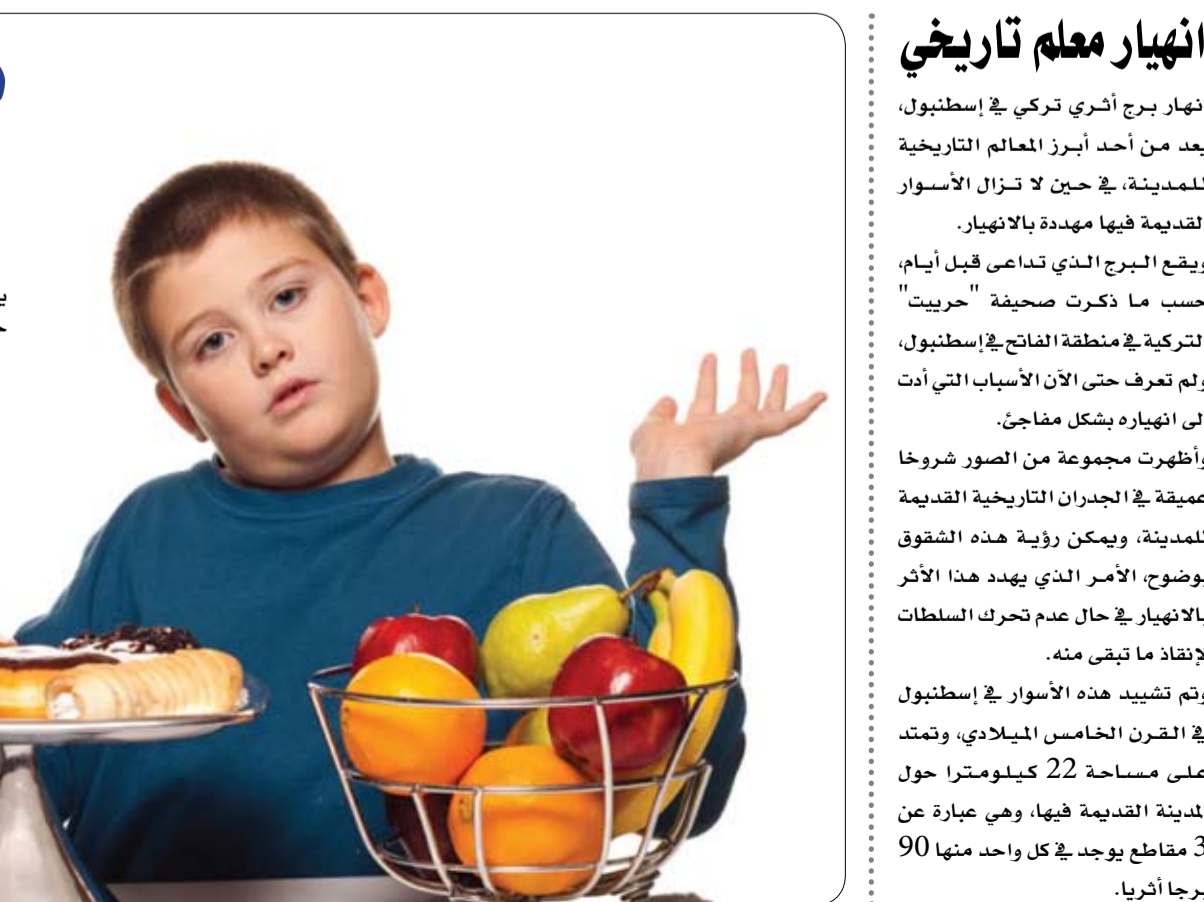 انهيار معلم تاريخي
انهار برج أثري تركي في إسطنبول،
يعد من أحد أبرز المعالم التاريخية
للمدينة، في حين لا تزال الأسوار
القديمة فيها مهددة بالانهيار.
ويقع البرج الذي تداعى قبل أيام،
حسب ما ذكرت صحيفة "حرييت"
التركية في منطقة الفاتح في إسطنبول،
ولم تعرف حتى الآن الأسباب التي أدت
إلى انهياره بشكل مفاجئ.
وأظهرت مجموعة من الصور شروخا
عميقة في الجدران التاريخية القديمة
للمدينة، ويمكن رؤية هذه الشقوق
بوضوح، الأمر الذي يهدد هذا الأثر
بالانهيار في حال عدم تحرك السلطات
لإنقاذ ما تبقى منه.
وتم تشييد هذه الأسوار في إسطنبول
في القرن الخامس الميلادي، وتمتد
على مساحة 22 كيلومترا حول
المدينة القديمة فيها، وهي عبارة عن
3 مقاطع يوجد في كل واحد منها 90
برجا أثريا.